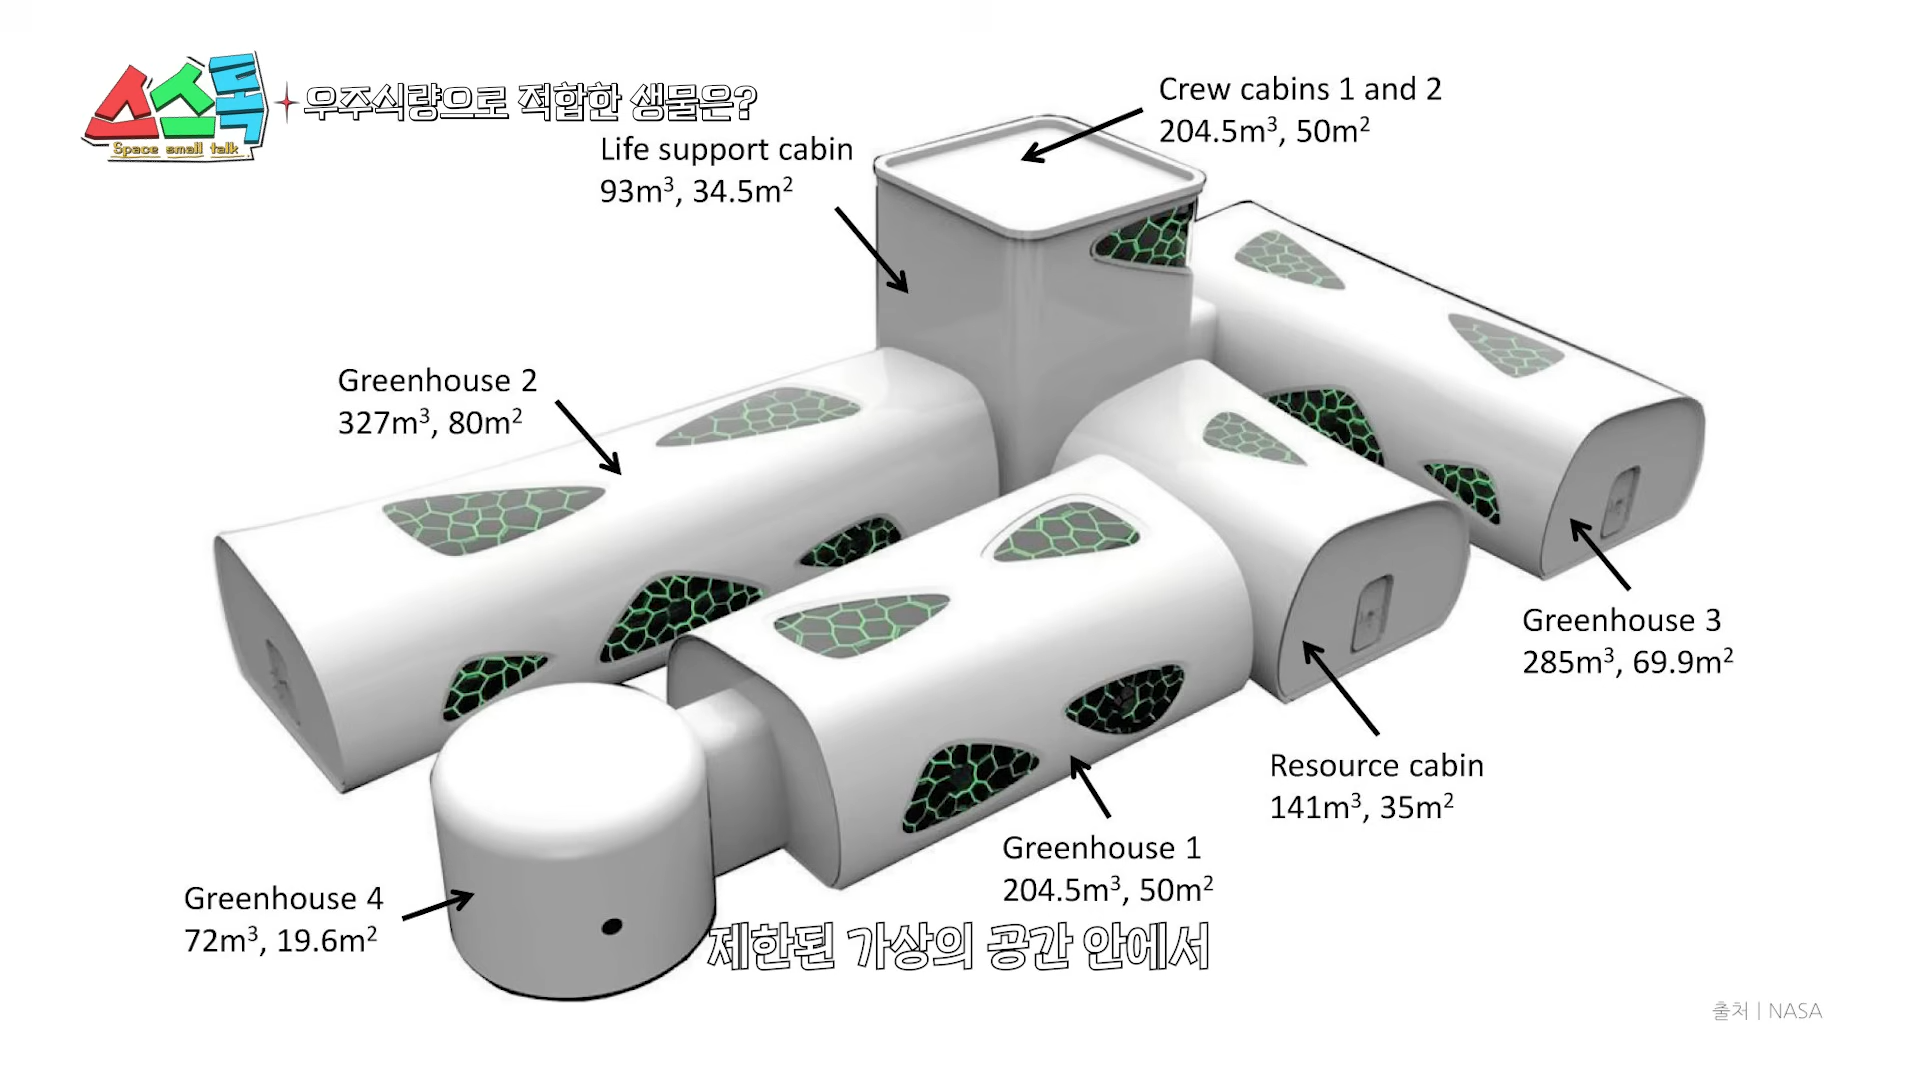 스스톡
Space small talk
우주식량으로 적합한 생물은?
Crew cabins 1 and 2
204.5m³, 50m²
Life support cabin
93m³, 34.5m²
Greenhouse 2
327m³, 80m²
Greenhouse 3
285m³, 69.9m²
Resource cabin
141m³, 35m²
Greenhouse 1
204.5m³, 50m²
Greenhouse 4
72m³, 19.6m²
제한된 가상의 공간 안에서
출처 | NASA